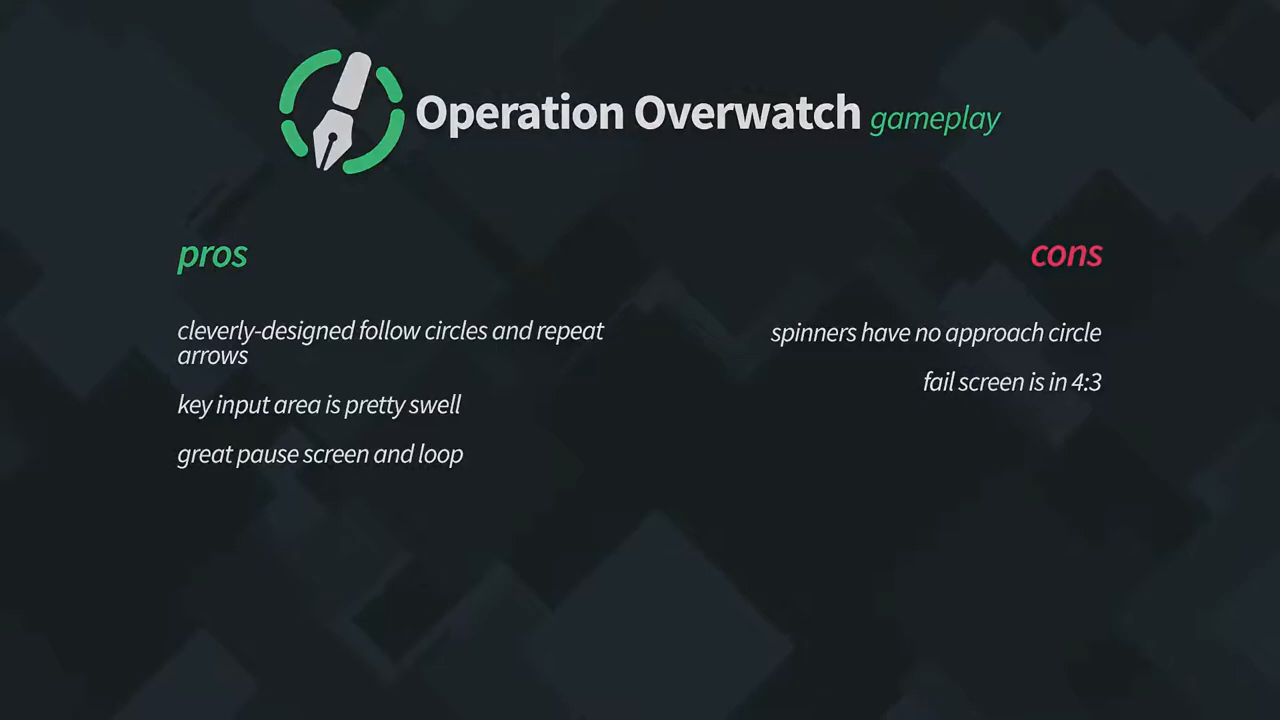 Operation Overwatch gameplay
pros
cons
cleverly-designed follow circles and repeat
arrows
key input area is pretty swell
great pause screen and loop
spinners have no approach circle
fail screen is in 4:3